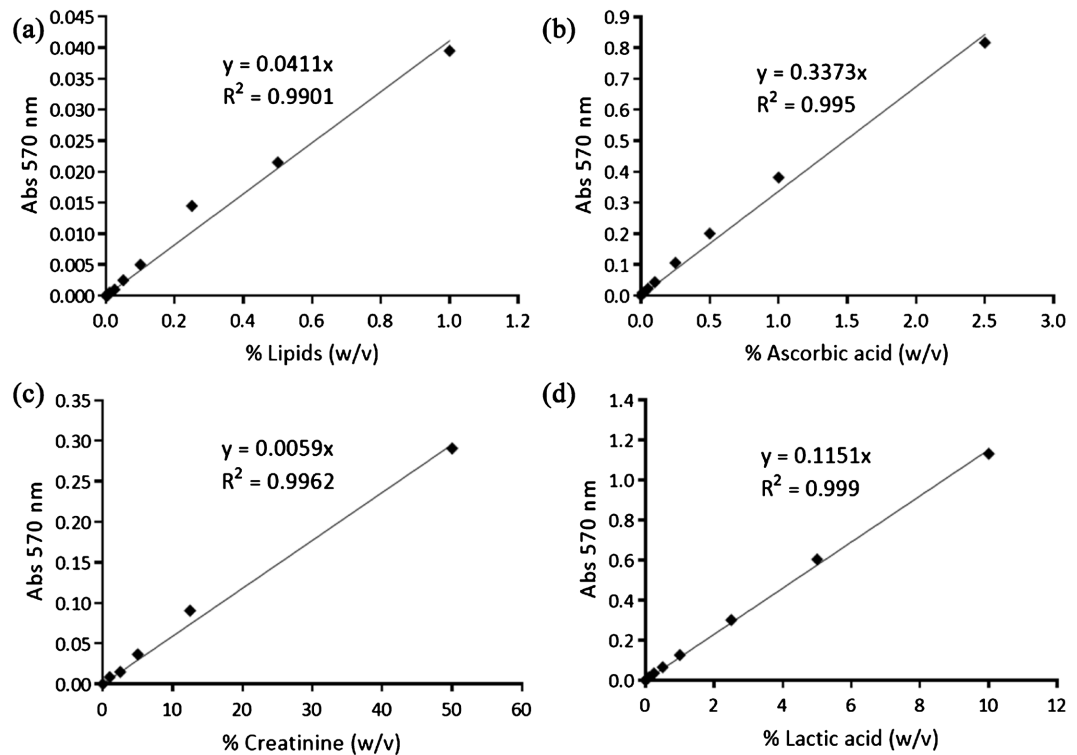 (a)
0.045
0.040
0.035
0.030
0.025
0.020
0.015
0.010
0.005
0.000
Abs 570 nm
y = 0.0411x
R² = 0.9901
0.0 0.2 0.4 0.6 0.8 1.0 1.2
% Lipids (w/v)
(b)
0.9
0.8
0.7
0.6
0.5
0.4
0.3
0.2
0.1
0.0
Abs 570 nm
y = 0.3373x
R² = 0.995
0.0 0.5 1.0 1.5 2.0 2.5 3.0
% Ascorbic acid (w/v)
(c)
0.35
0.30
0.25
0.20
0.15
0.10
0.05
0.00
Abs 570 nm
y = 0.0059x
R² = 0.9962
0 10 20 30 40 50 60
% Creatinine (w/v)
(d)
1.4
1.2
1.0
0.8
0.6
0.4
0.2
0.0
Abs 570 nm
y = 0.1151x
R² = 0.999
0 2 4 6 8 10 12
% Lactic acid (w/v)